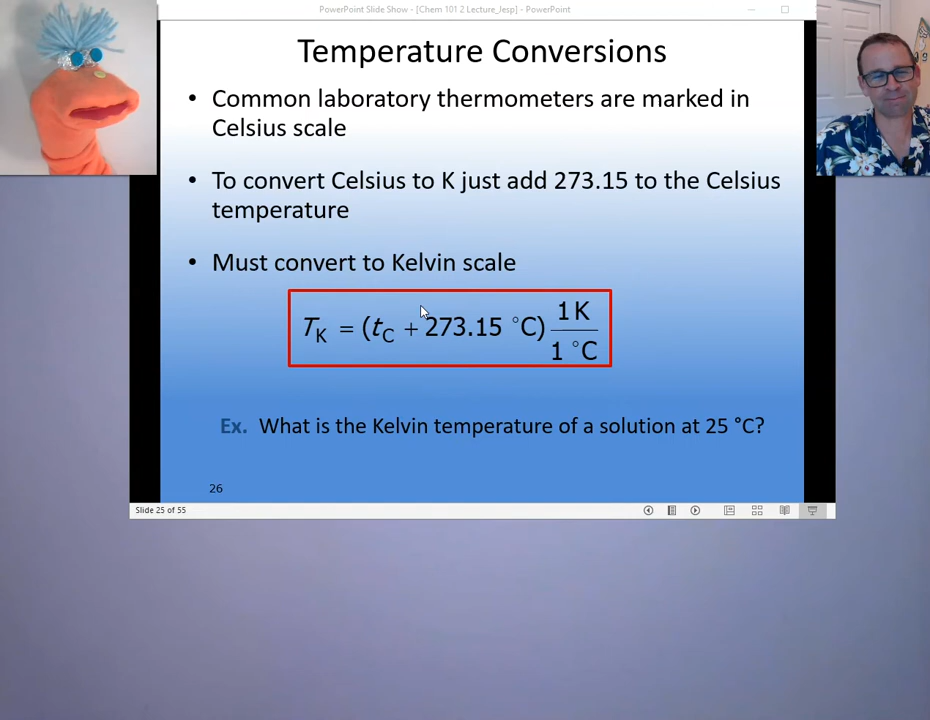 PowerPoint Slide Show - [Chem 101 2 Lecture_Jesp] - PowerPoint
Temperature Conversions
• Common laboratory thermometers are marked in
Celsius scale
• To convert Celsius to K just add 273.15 to the Celsius
temperature
• Must convert to Kelvin scale
T_K = (t_C + 273.15 °C) 1 K / 1 °C
Ex. What is the Kelvin temperature of a solution at 25 °C?
26
Slide 25 of 55